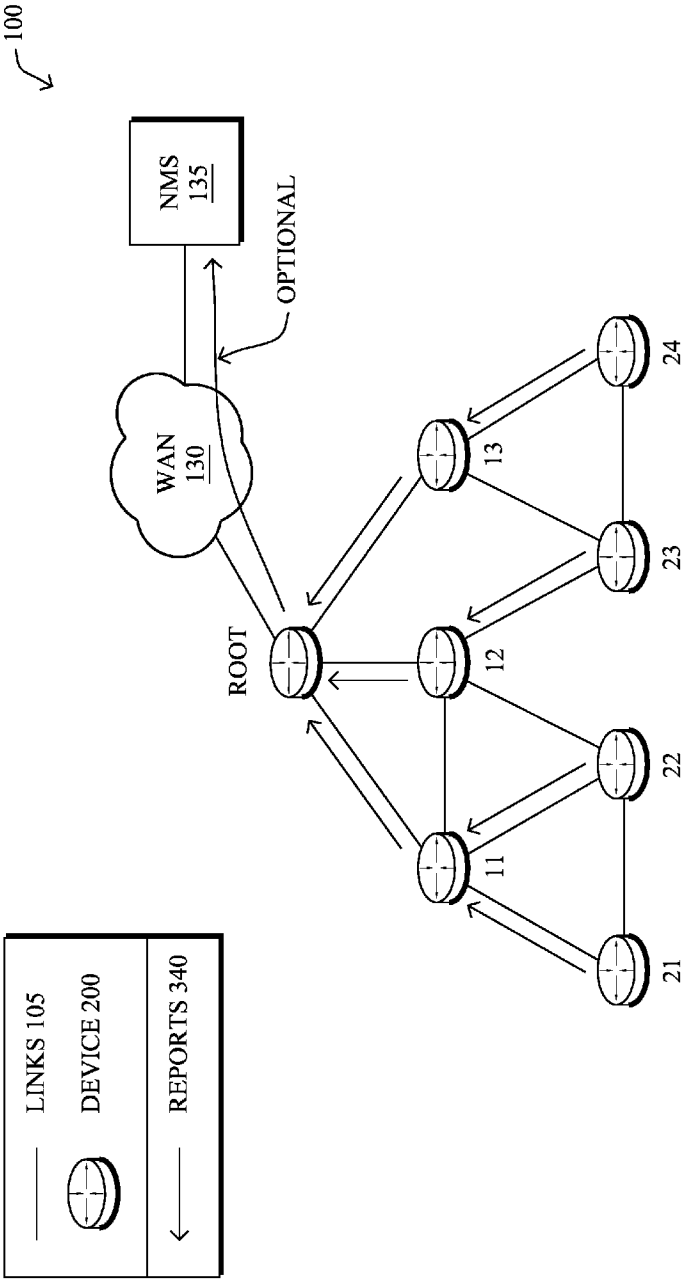 100
LINKS 105
DEVICE 200
REPORTS 340
NMS
135
WAN
130
OPTIONAL
ROOT
11
12
13
21
22
23
24